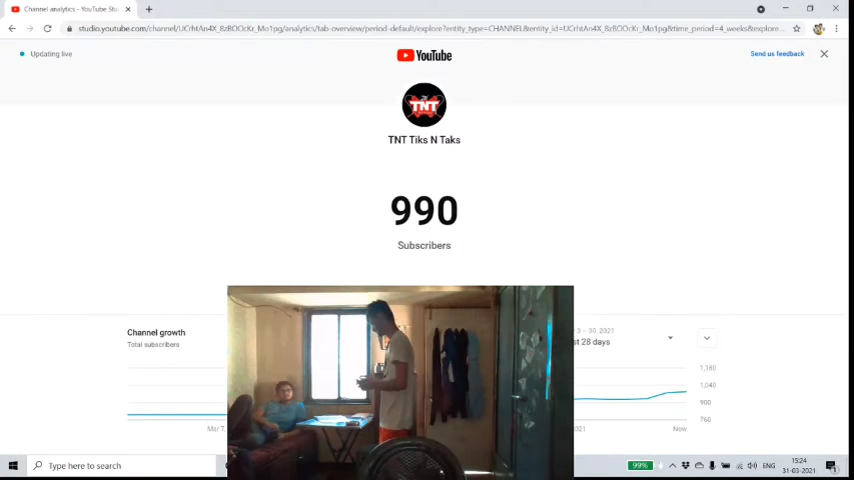 Channel analytics - YouTube Stu
studio.youtube.com/channel/UCrhtAn4X_8zBOOcKr_Mo1pg/analytics/tab-overview/period-default/explore?entity_type=CHANNEL&entity_id=UCrhtAn4X_8zBOOcKr_Mo1pg&time_period=4_weeks&explore...
Updating live
YouTube
Send us feedback
TNT
TNT Tiks N Taks
990
Subscribers
Channel growth
Total subscribers
3 – 30, 2021
st 28 days
1,180
1,040
900
760
Mar 7,
2021
Now
Type here to search
99%
ENG
15:24
31-03-2021